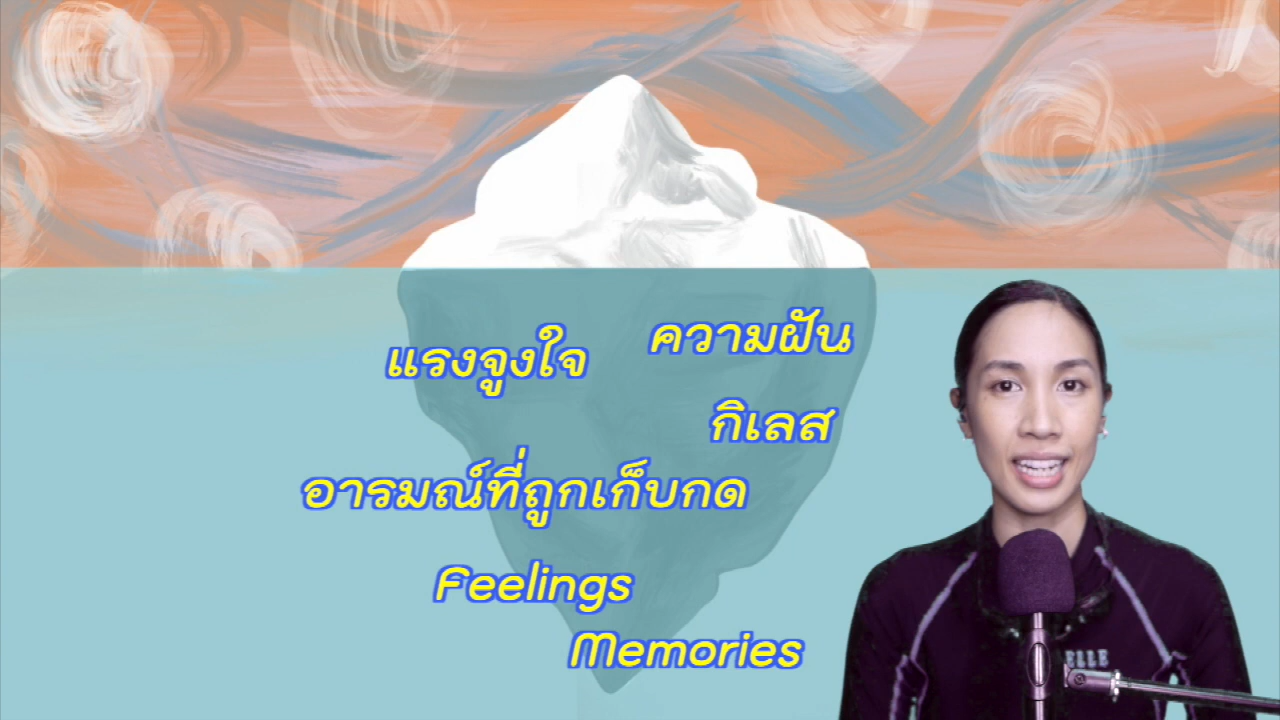 ความฝัน
แรงจูงใจ
กิเลส
อารมณ์ที่ถูกเก็บกด
Feelings
Memories
ELLE